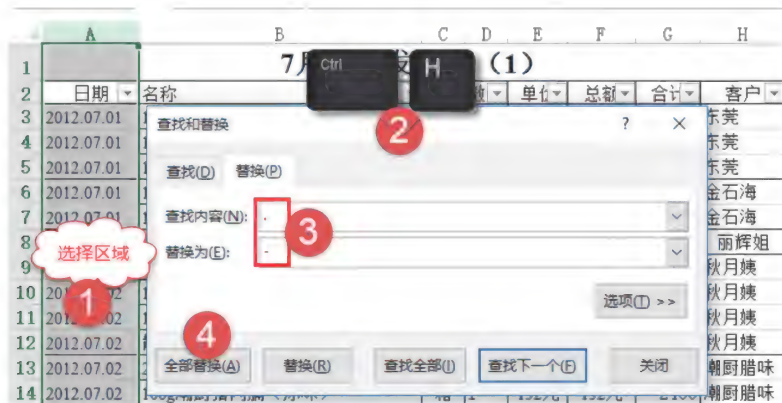 A B C D E F G H
1 7月 发 (1)
Ctrl H
2 日期 名称 数 单位 总额 合计 客户
3 2012.07.01 东莞
4 2012.07.01 东莞
5 2012.07.01 东莞
6 2012.07.01 金石海
7 2012.07.01 金石海
8 丽辉姐
9 秋月姨
10 20 .02 秋月姨
11 201 .02 秋月姨
12 2012.07.02 秋月姨
13 2012.07.02 潮厨腊味
14 2012.07.02 潮厨腊味
选择区域
1
查找和替换 ? ×
2
查找(D) 替换(P)
查找内容(N): .
替换为(E): -
3
选项(T) >>
4
全部替换(A) 替换(R) 查找全部(I) 查找下一个(F) 关闭